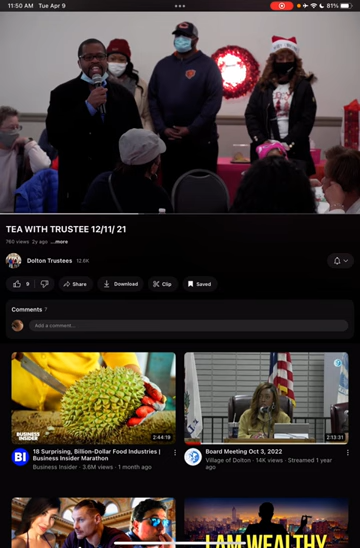 11:50 AM Tue Apr 9
81%
TEA WITH TRUSTEE 12/11/ 21
760 views 2y ago ...more
Dolton Trustees 12.6K
9 Share Download Clip Saved
Comments 7
Add a comment...
BUSINESS
INSIDER
2:44:19
2:13:31
BI
18 Surprising, Billion-Dollar Food Industries |
Business Insider Marathon
Business Insider · 3.6M views · 1 month ago
Board Meeting Oct 3, 2022
Village of Dolton · 14K views · Streamed 1 year
ago
I AM WEALTHY